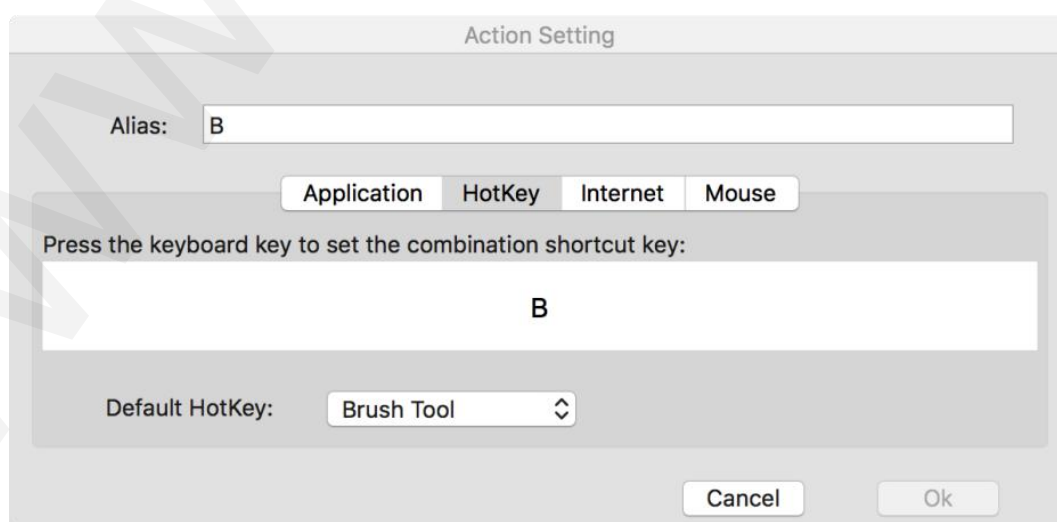 Action Setting
Alias: B
Application HotKey Internet Mouse
Press the keyboard key to set the combination shortcut key:
B
Default HotKey: Brush Tool
Cancel Ok